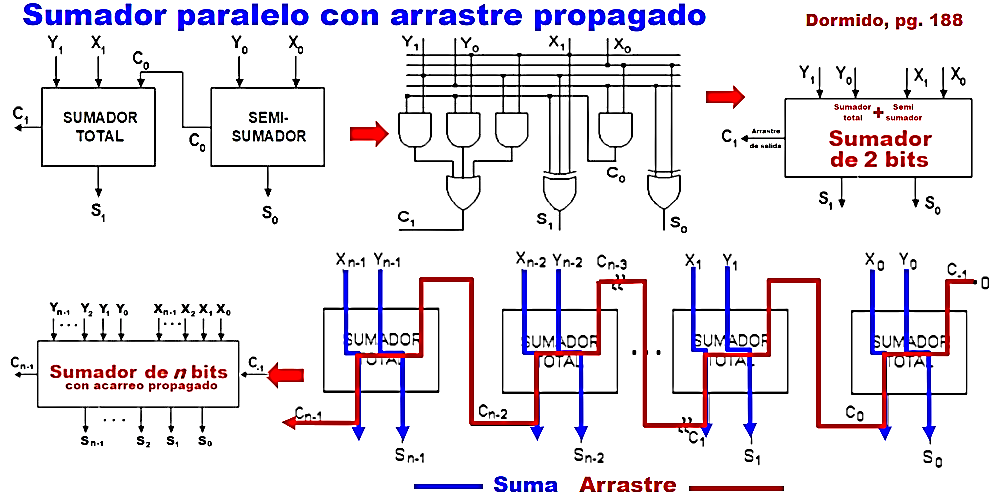 Sumador paralelo con arrastre propagado
Dormido, pg. 188
Y1 X1 C0 Y0 X0
SUMADOR TOTAL
C1
C0
SEMI-SUMADOR
S1
S0
Y1 Y0 X1 X0
C0
C1
S1
S0
Y1 Y0 X1 X0
Sumador total + Semi sumador
Sumador de 2 bits
C1 Arrastre de salida
S1 S0
Yn-1 ... Y2 Y1 Y0 Xn-1 ... X2 X1 X0
Sumador de n bits
con acarreo propagado
Cn-1
C-1
Sn-1 ... S2 S1 S0
Xn-1 Yn-1
SUMADOR TOTAL
Cn-1
Sn-1
Xn-2 Yn-2 Cn-3
SUMADOR TOTAL
Cn-2
Sn-2
...
X1 Y1
SUMADOR TOTAL
C1
S1
X0 Y0 C-1 0
SUMADOR TOTAL
C0
S0
Suma Arrastre